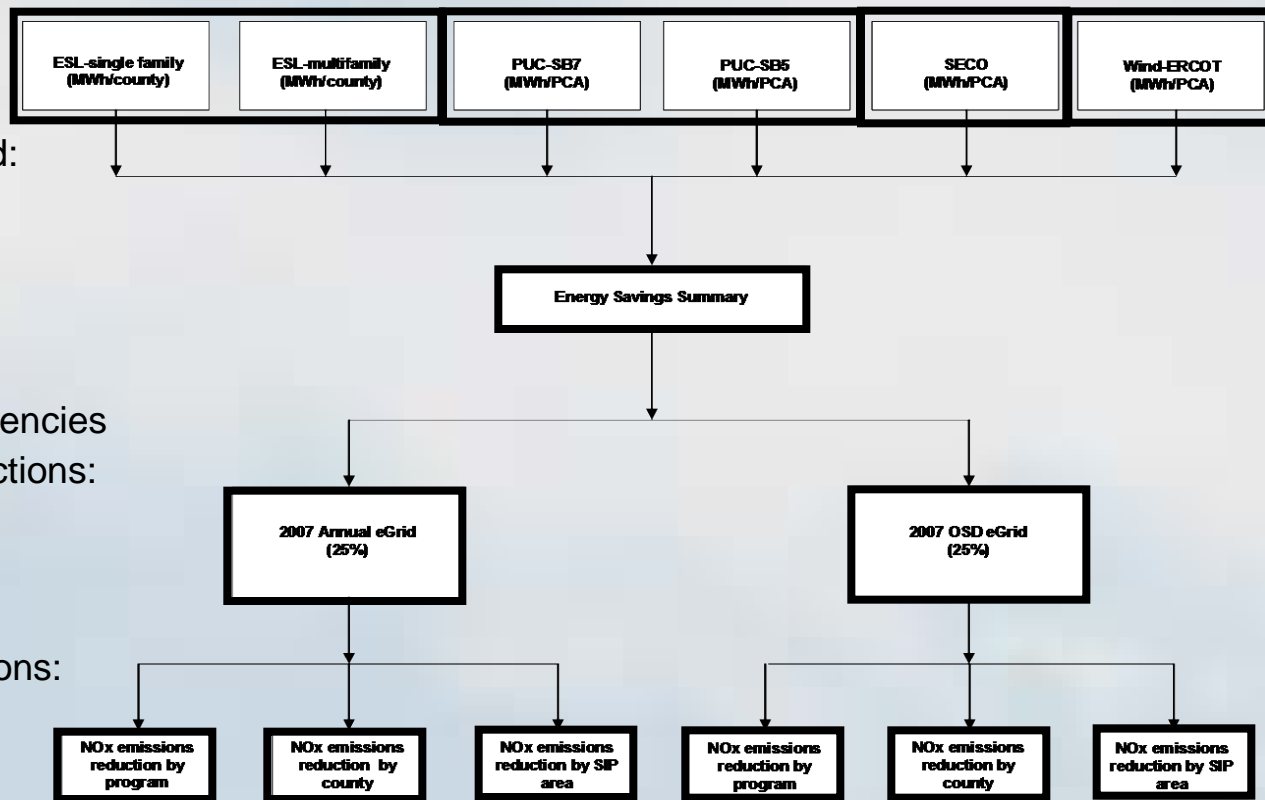 ESL-single family
(MWh/county)
ESL-multifamily
(MWh/county)
PUC-SB7
(MWh/PCA)
PUC-SB5
(MWh/PCA)
SECO
(MWh/PCA)
Wind-ERCOT
(MWh/PCA)
d:
Energy Savings Summary
encies
ctions:
2007 Annual eGrid
(25%)
2007 OSD eGrid
(25%)
ons:
NOx emissions
reduction by
program
NOx emissions
reduction by
county
NOx emissions
reduction by SIP
area
NOx emissions
reduction by
program
NOx emissions
reduction by
county
NOx emissions
reduction by SIP
area